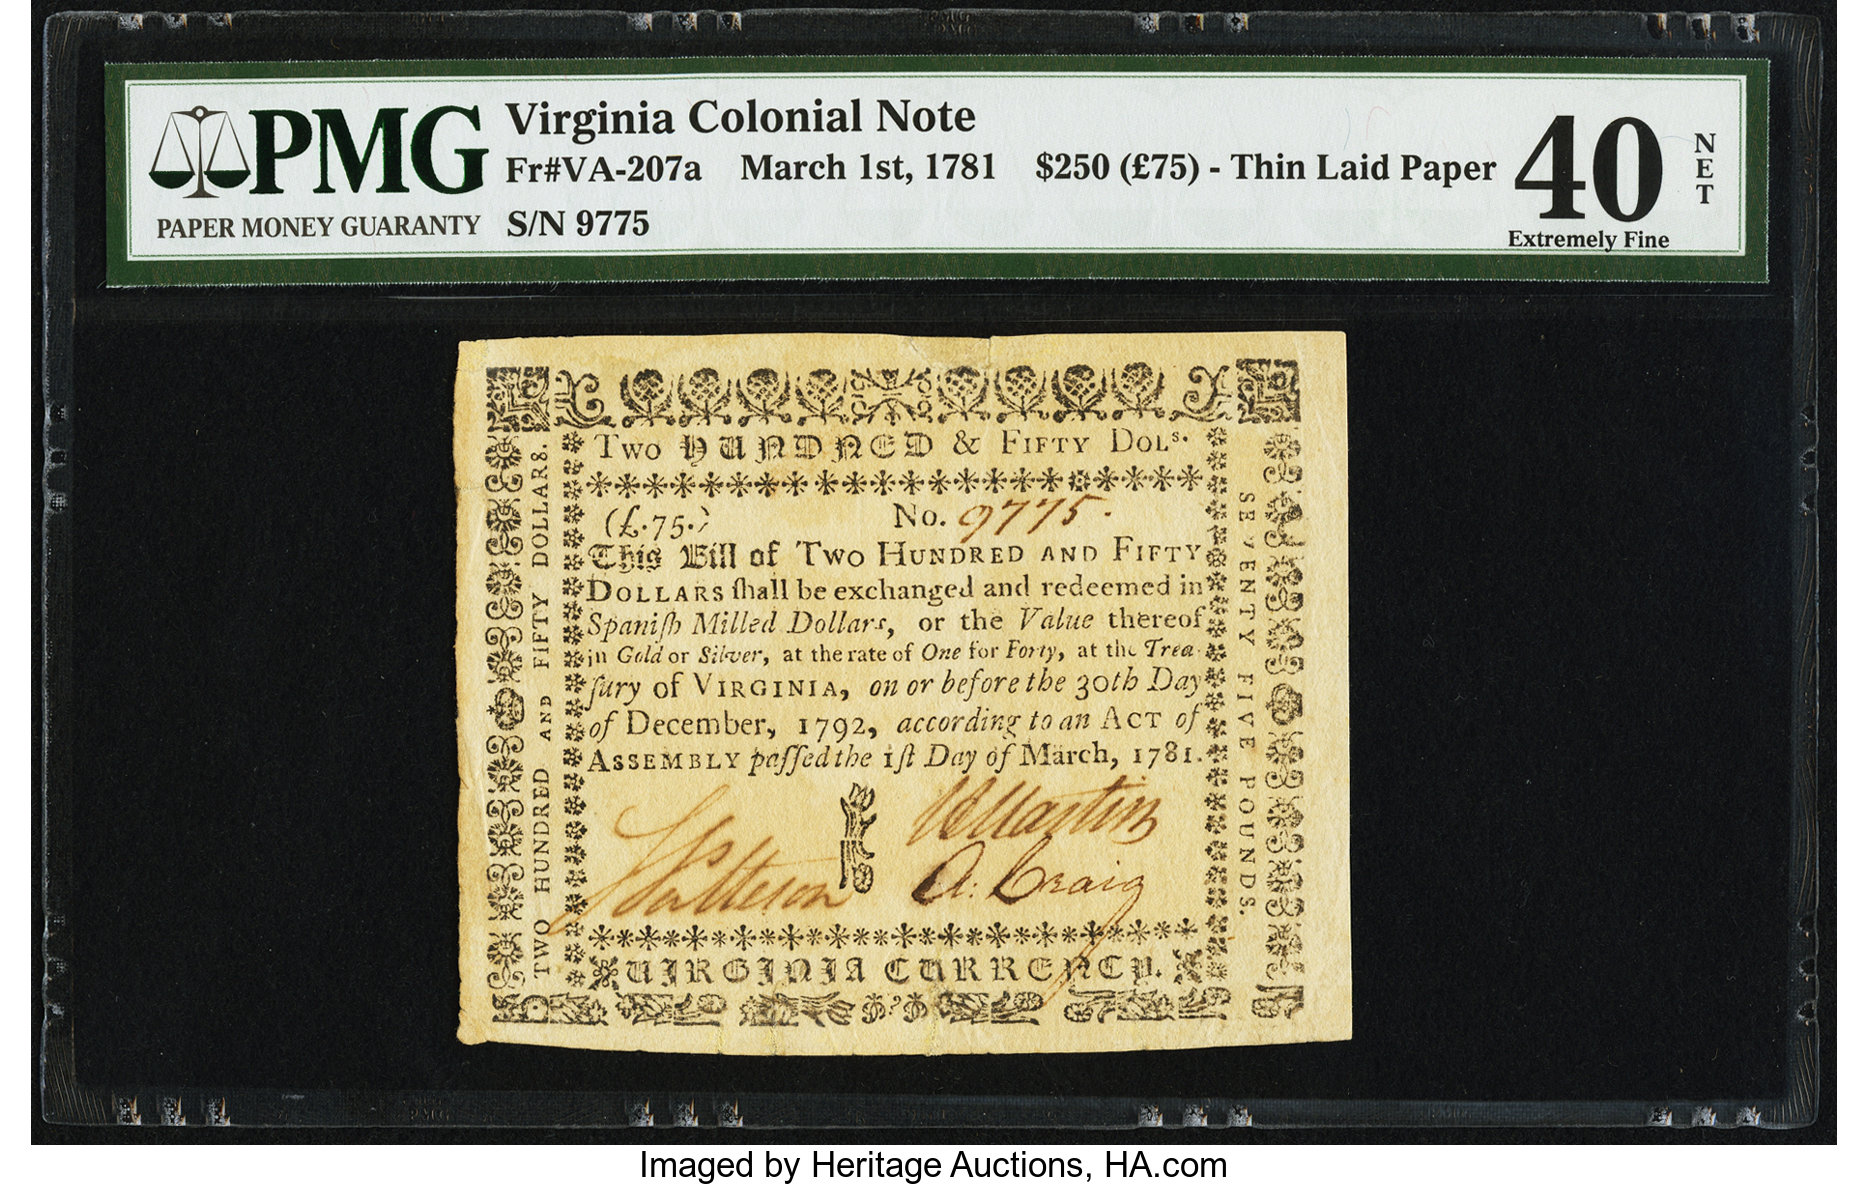 PMG
PAPER MONEY GUARANTY
Virginia Colonial Note
Fr#VA-207a March 1st, 1781 $250 (£75) - Thin Laid Paper
S/N 9775
40
NET
Extremely Fine
Two HUNDRED & FIFTY DOLs.
(£.75.) No. 9775.
This Bill of TWO HUNDRED AND FIFTY
DOLLARS ſhall be exchanged and redeemed in
Spaniſh Milled Dollars, or the Value thereof
in Gold or Silver, at the rate of One for Forty, at the Trea-
ſury of VIRGINIA, on or before the 30th Day
of December, 1792, according to an ACT of
ASSEMBLY paſſed the 1ſt Day of March, 1781.
B Martin
J Patteson
A: Craig
VIRGINIA CURRENCY.
TWO HUNDRED AND FIFTY DOLLARS.
SEVENTY FIVE POUNDS.
Imaged by Heritage Auctions, HA.com